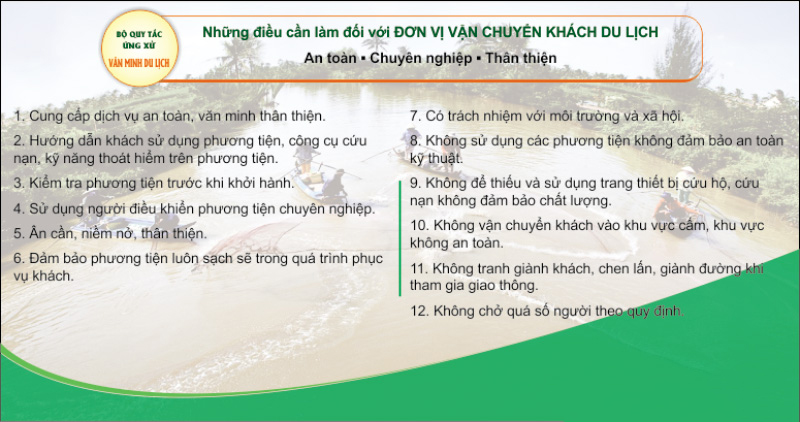 BỘ QUY TẮC
ỨNG XỬ
VĂN MINH DU LỊCH
Những điều cần làm đối với ĐƠN VỊ VẬN CHUYỂN KHÁCH DU LỊCH
An toàn ▪ Chuyên nghiệp ▪ Thân thiện
1. Cung cấp dịch vụ an toàn, văn minh thân thiện.
2. Hướng dẫn khách sử dụng phương tiện, công cụ cứu
nạn, kỹ năng thoát hiểm trên phương tiện.
3. Kiểm tra phương tiện trước khi khởi hành.
4. Sử dụng người điều khiển phương tiện chuyên nghiệp.
5. Ân cần, niềm nở, thân thiện.
6. Đảm bảo phương tiện luôn sạch sẽ trong quá trình phục
vụ khách.
7. Có trách nhiệm với môi trường và xã hội.
8. Không sử dụng các phương tiện không đảm bảo an toàn
kỹ thuật.
9. Không để thiếu và sử dụng trang thiết bị cứu hộ, cứu
nạn không đảm bảo chất lượng.
10. Không vận chuyển khách vào khu vực cấm, khu vực
không an toàn.
11. Không tranh giành khách, chen lấn, giành đường khi
tham gia giao thông.
12. Không chở quá số người theo quy định